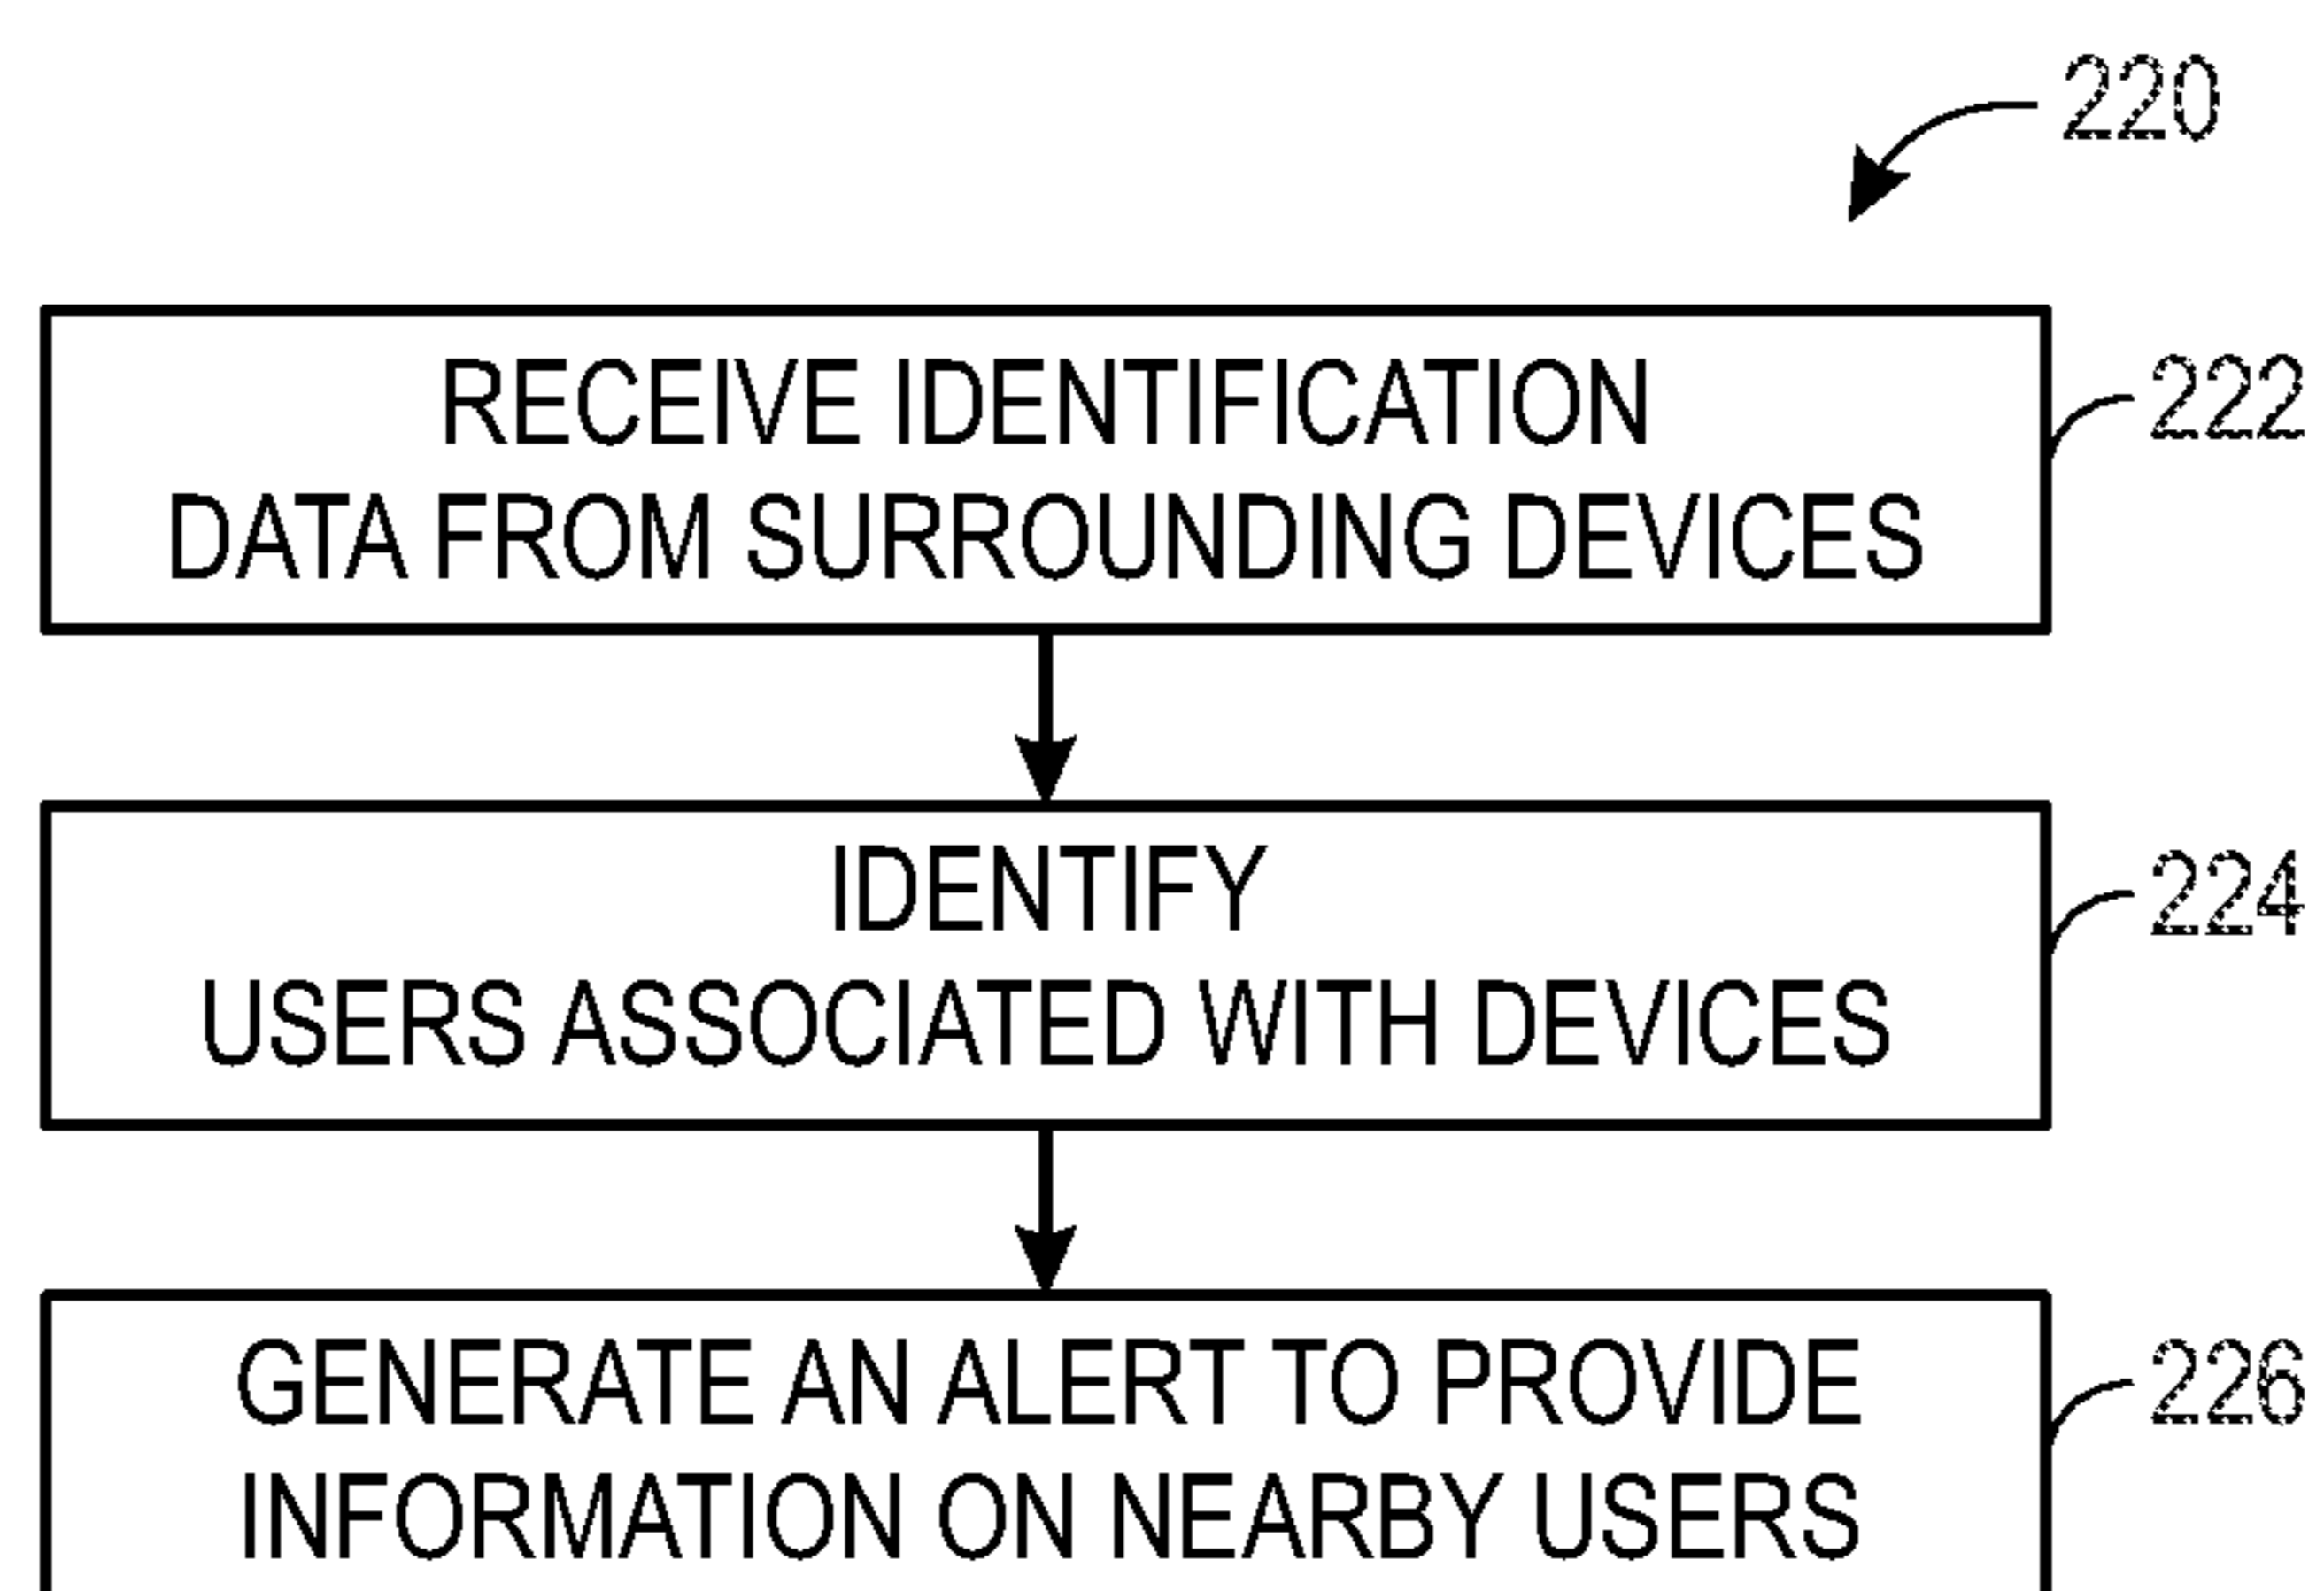 220
RECEIVE IDENTIFICATION
DATA FROM SURROUNDING DEVICES
222
IDENTIFY
USERS ASSOCIATED WITH DEVICES
224
GENERATE AN ALERT TO PROVIDE
INFORMATION ON NEARBY USERS
226